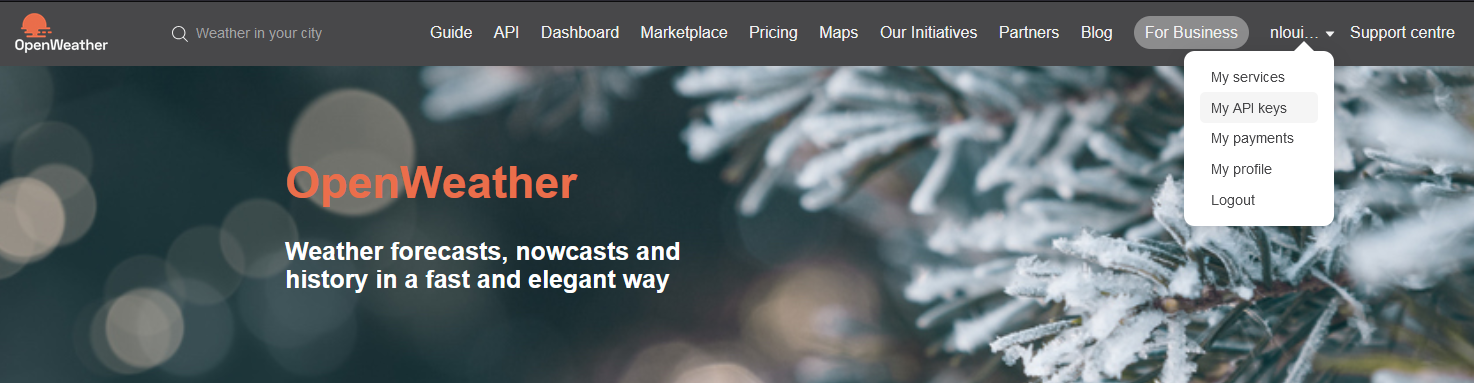 OpenWeather
Weather in your city
Guide
API
Dashboard
Marketplace
Pricing
Maps
Our Initiatives
Partners
Blog
For Business
nloui...
Support centre
My services
My API keys
My payments
My profile
Logout
OpenWeather
Weather forecasts, nowcasts and
history in a fast and elegant way